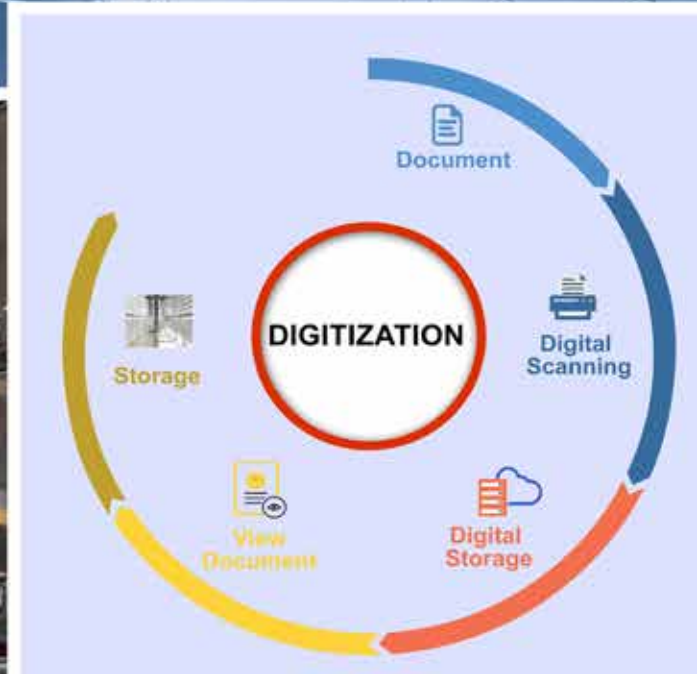 Document
DIGITIZATION
Digital
Scanning
Storage
View
Document
Digital
Storage